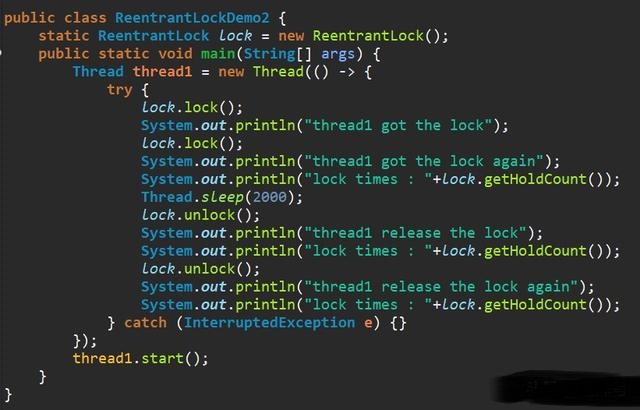 public class ReentrantLockDemo2 {
    static ReentrantLock lock = new ReentrantLock();
    public static void main(String[] args) {
        Thread thread1 = new Thread(() -> {
            try {
                lock.lock();
                System.out.println("thread1 got the lock");
                lock.lock();
                System.out.println("thread1 got the lock again");
                System.out.println("lock times : "+lock.getHoldCount());
                Thread.sleep(2000);
                lock.unlock();
                System.out.println("thread1 release the lock");
                System.out.println("lock times : "+lock.getHoldCount());
                lock.unlock();
                System.out.println("thread1 release the lock again");
                System.out.println("lock times : "+lock.getHoldCount());
            } catch (InterruptedException e) {}
        });
        thread1.start();
    }
}